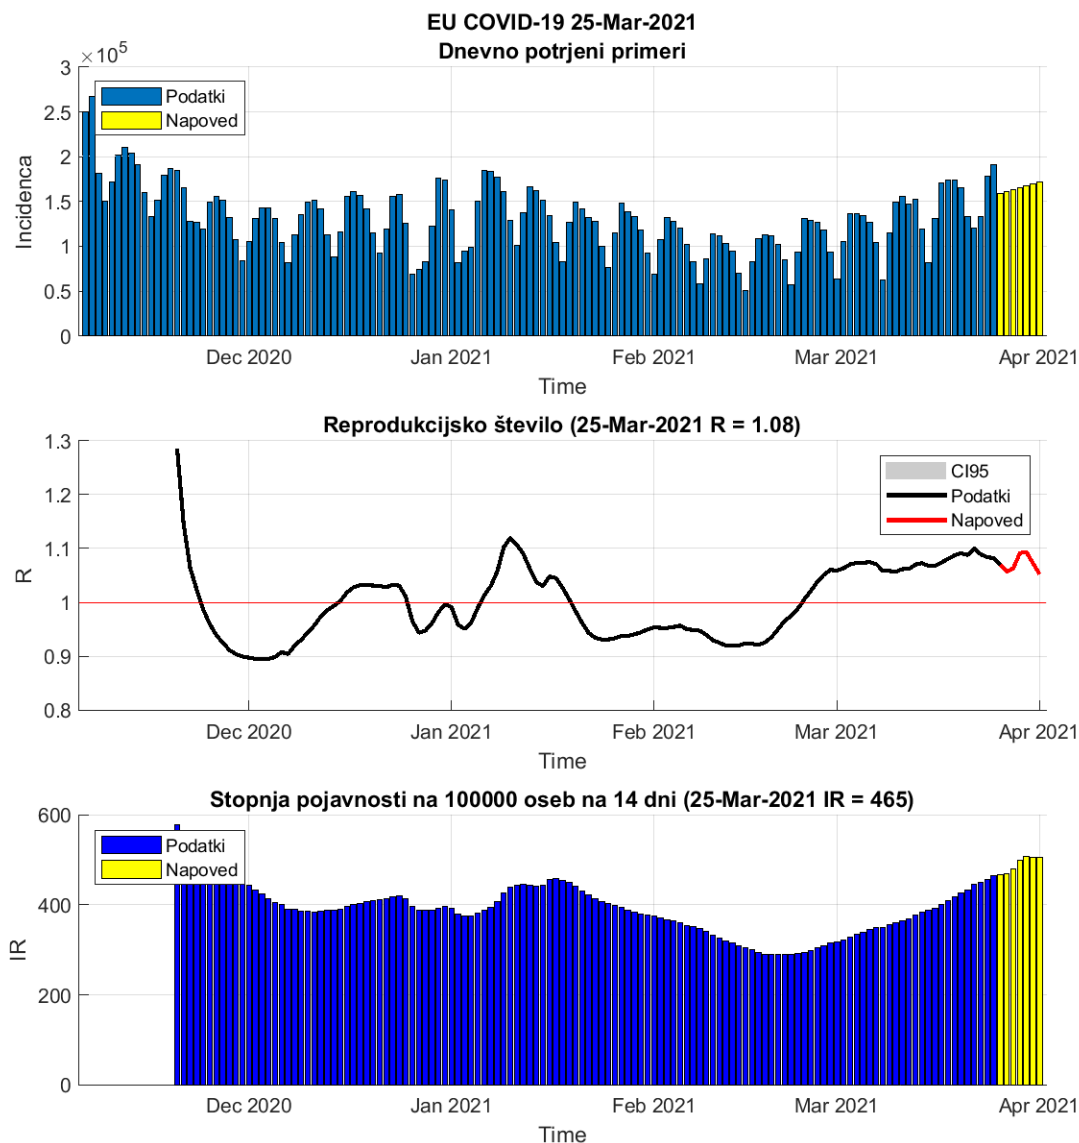 EU COVID-19 25-Mar-2021
Dnevno potrjeni primeri
×10⁵
3
2.5
2
1.5
1
0.5
0
Incidenca
Podatki
Napoved
Dec 2020 Jan 2021 Feb 2021 Mar 2021 Apr 2021
Time
Reprodukcijsko število (25-Mar-2021 R = 1.08)
1.3
1.2
1.1
1
0.9
0.8
R
CI95
Podatki
Napoved
Dec 2020 Jan 2021 Feb 2021 Mar 2021 Apr 2021
Time
Stopnja pojavnosti na 100000 oseb na 14 dni (25-Mar-2021 IR = 465)
600
400
200
0
IR
Podatki
Napoved
Dec 2020 Jan 2021 Feb 2021 Mar 2021 Apr 2021
Time